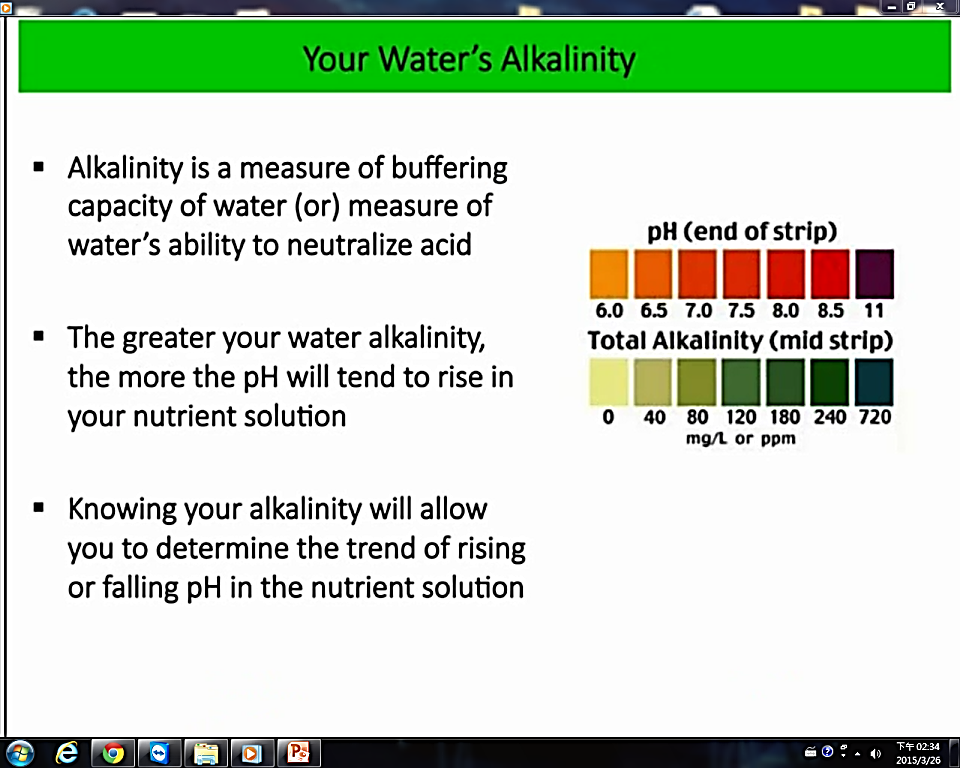 Your Water's Alkalinity
▪ Alkalinity is a measure of buffering
capacity of water (or) measure of
water's ability to neutralize acid
▪ The greater your water alkalinity,
the more the pH will tend to rise in
your nutrient solution
▪ Knowing your alkalinity will allow
you to determine the trend of rising
or falling pH in the nutrient solution
pH (end of strip)
6.0 6.5 7.0 7.5 8.0 8.5 11
Total Alkalinity (mid strip)
0 40 80 120 180 240 720
mg/L or ppm
下午 02:34
2015/3/26